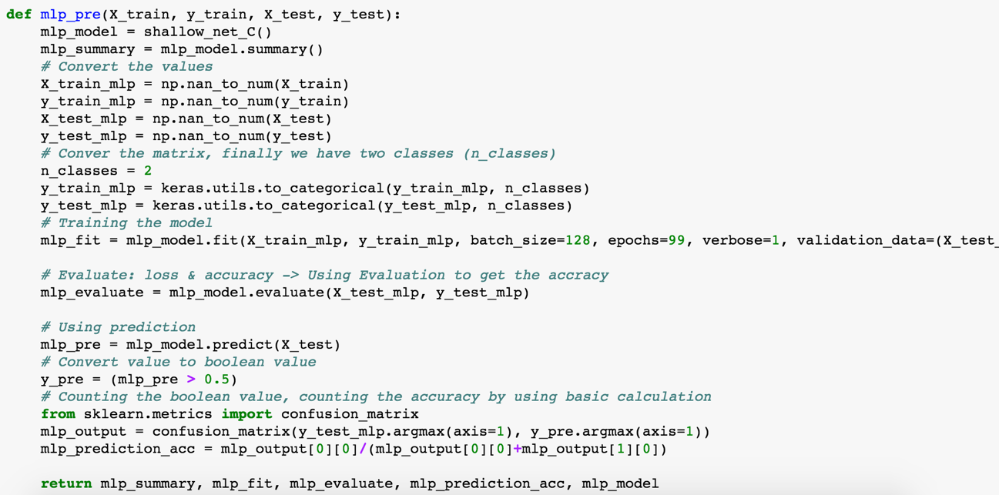 def mlp_pre(X_train, y_train, X_test, y_test):
    mlp_model = shallow_net_C()
    mlp_summary = mlp_model.summary()
    # Convert the values
    X_train_mlp = np.nan_to_num(X_train)
    y_train_mlp = np.nan_to_num(y_train)
    X_test_mlp = np.nan_to_num(X_test)
    y_test_mlp = np.nan_to_num(y_test)
    # Conver the matrix, finally we have two classes (n_classes)
    n_classes = 2
    y_train_mlp = keras.utils.to_categorical(y_train_mlp, n_classes)
    y_test_mlp = keras.utils.to_categorical(y_test_mlp, n_classes)
    # Training the model
    mlp_fit = mlp_model.fit(X_train_mlp, y_train_mlp, batch_size=128, epochs=99, verbose=1, validation_data=(X_test_
    # Evaluate: loss & accuracy -> Using Evaluation to get the accracy
    mlp_evaluate = mlp_model.evaluate(X_test_mlp, y_test_mlp)
    # Using prediction
    mlp_pre = mlp_model.predict(X_test)
    # Convert value to boolean value
    y_pre = (mlp_pre > 0.5)
    # Counting the boolean value, counting the accuracy by using basic calculation
    from sklearn.metrics import confusion_matrix
    mlp_output = confusion_matrix(y_test_mlp.argmax(axis=1), y_pre.argmax(axis=1))
    mlp_prediction_acc = mlp_output[0][0]/(mlp_output[0][0]+mlp_output[1][0])
    return mlp_summary, mlp_fit, mlp_evaluate, mlp_prediction_acc, mlp_model